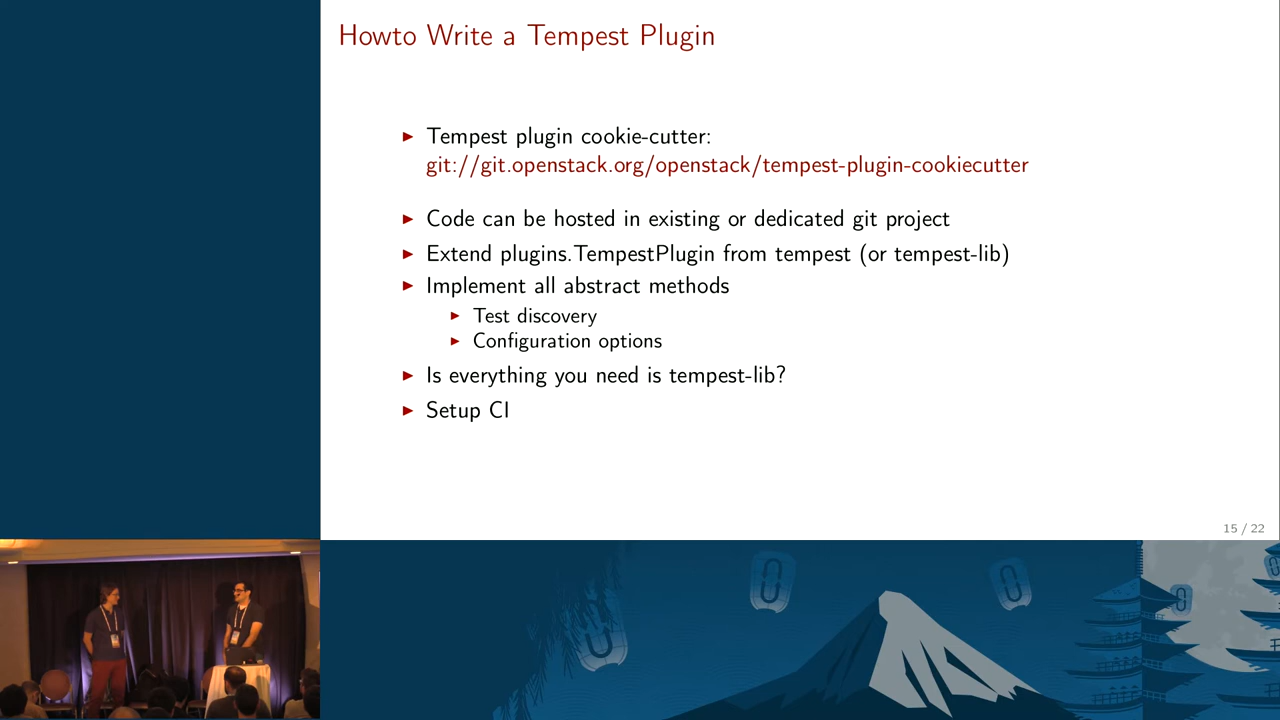 Howto Write a Tempest Plugin
Tempest plugin cookie-cutter:
git://git.openstack.org/openstack/tempest-plugin-cookiecutter
Code can be hosted in existing or dedicated git project
Extend plugins.TempestPlugin from tempest (or tempest-lib)
Implement all abstract methods
Test discovery
Configuration options
Is everything you need is tempest-lib?
Setup CI
15 / 22